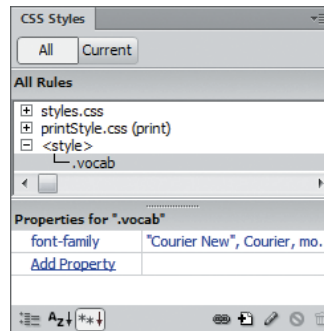 CSS Styles
All Current
All Rules
styles.css
printStyle.css (print)
<style>
.vocab
Properties for ".vocab"
font-family "Courier New", Courier, mo...
Add Property
AZ **